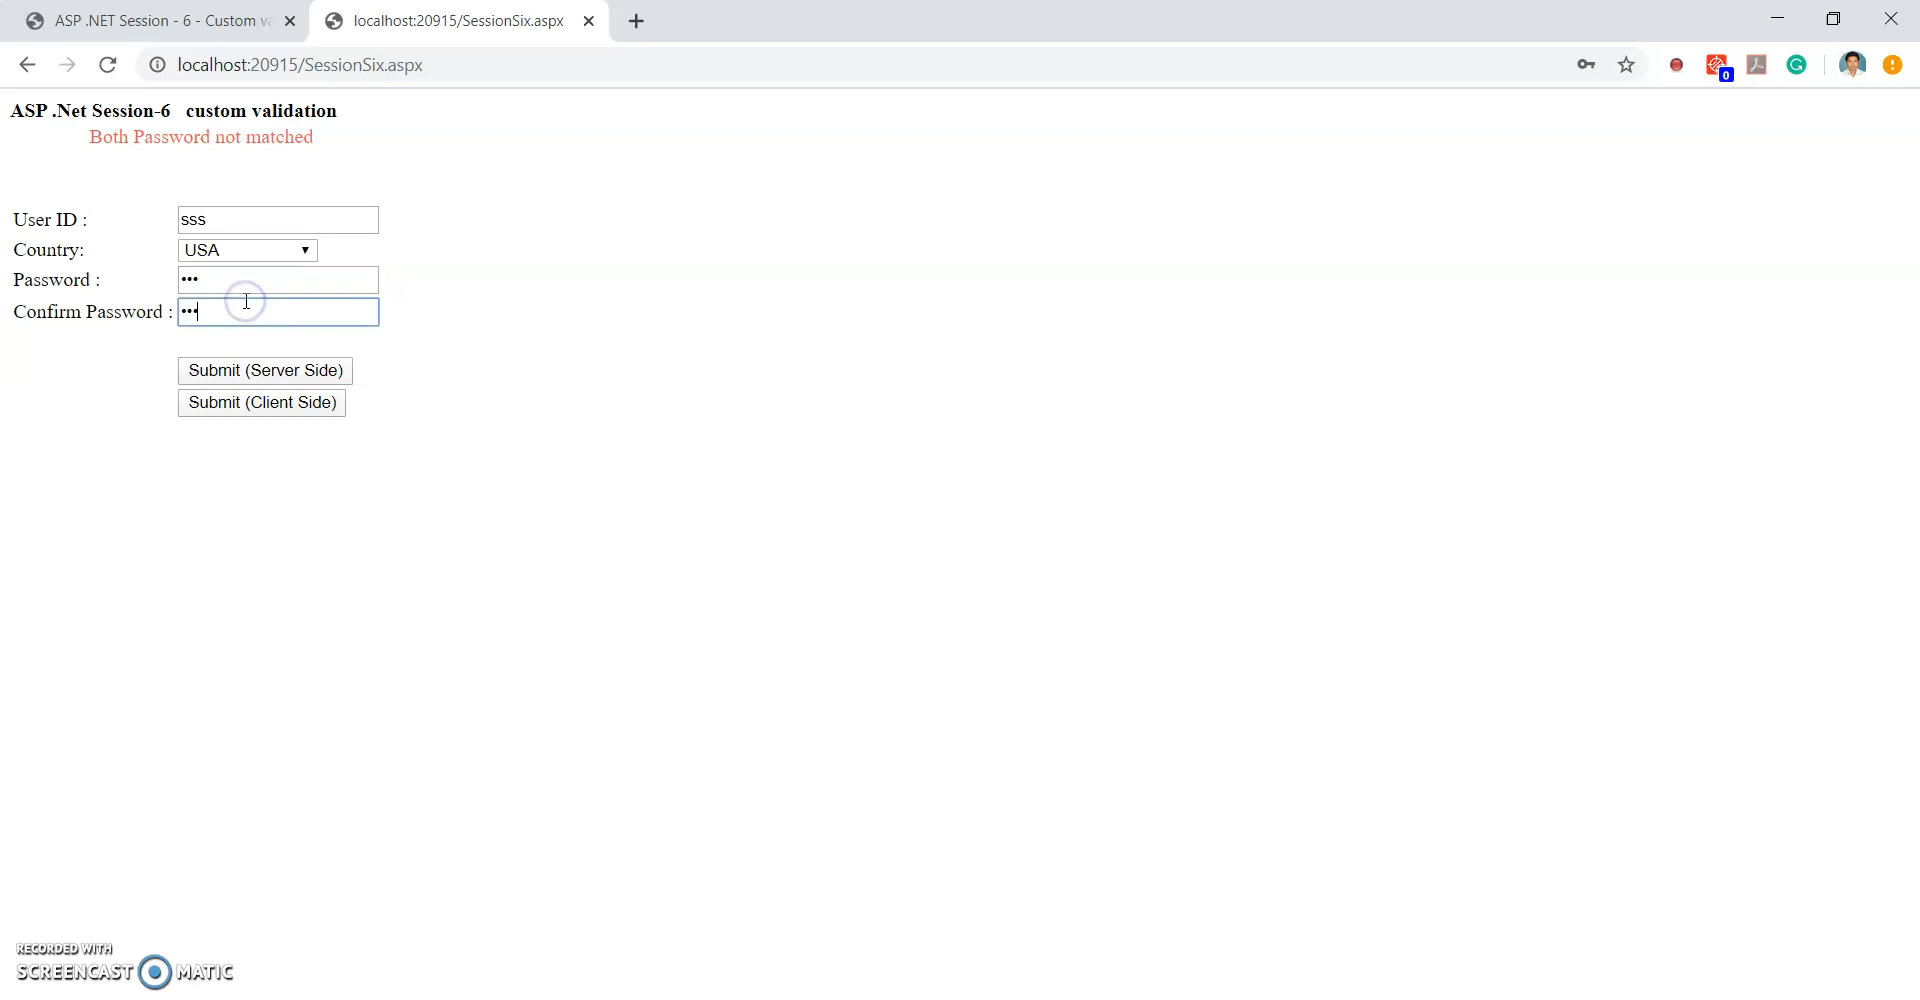 ASP .NET Session - 6 - Custom va
localhost:20915/SessionSix.aspx
localhost:20915/SessionSix.aspx
0
ASP .Net Session-6 custom validation
Both Password not matched
User ID : sss
Country: USA
Password : •••
Confirm Password : •••
Submit (Server Side)
Submit (Client Side)
RECORDED WITH
SCREENCAST MATIC